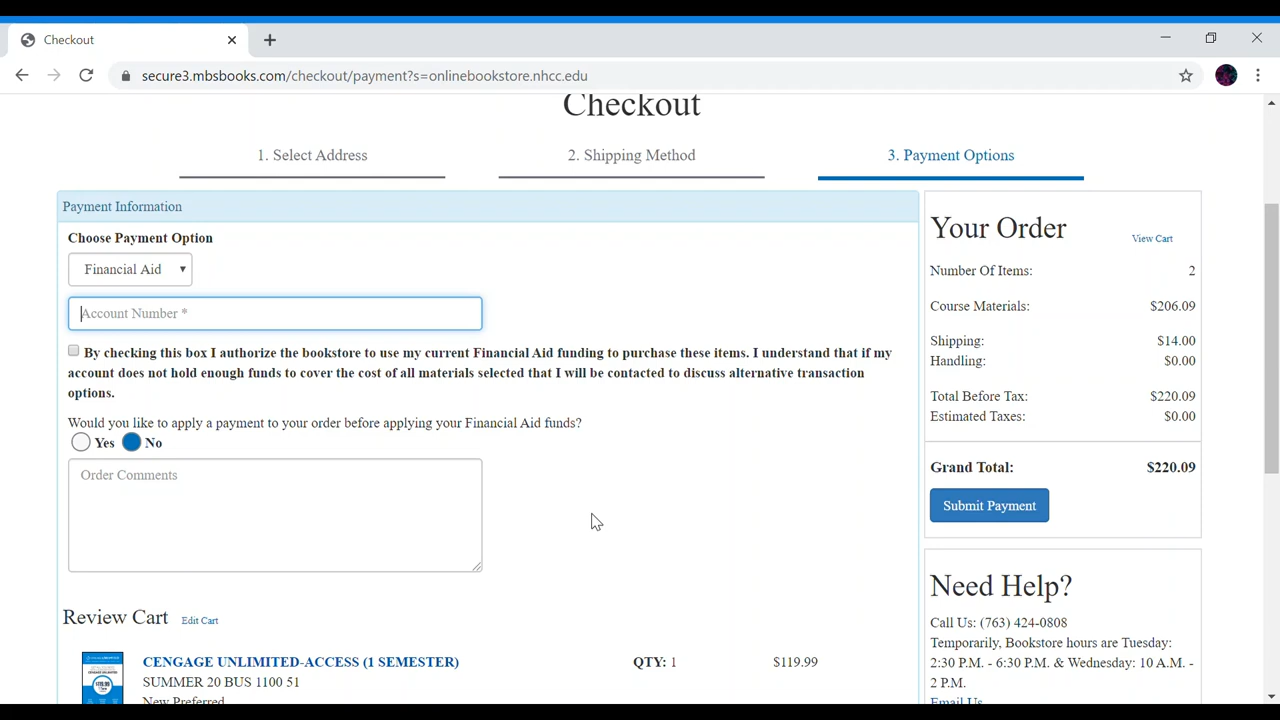 Checkout
secure3.mbsbooks.com/checkout/payment?s=onlinebookstore.nhcc.edu
Checkout
1. Select Address
2. Shipping Method
3. Payment Options
Payment Information
Choose Payment Option
Financial Aid
Account Number *
By checking this box I authorize the bookstore to use my current Financial Aid funding to purchase these items. I understand that if my
account does not hold enough funds to cover the cost of all materials selected that I will be contacted to discuss alternative transaction
options.
Would you like to apply a payment to your order before applying your Financial Aid funds?
Yes No
Order Comments
Review Cart Edit Cart
CENGAGE UNLIMITED-ACCESS (1 SEMESTER) QTY: 1 $119.99
SUMMER 20 BUS 1100 51
New Preferred
Your Order View Cart
Number Of Items: 2
Course Materials: $206.09
Shipping: $14.00
Handling: $0.00
Total Before Tax: $220.09
Estimated Taxes: $0.00
Grand Total: $220.09
Submit Payment
Need Help?
Call Us: (763) 424-0808
Temporarily, Bookstore hours are Tuesday:
2:30 P.M. - 6:30 P.M. & Wednesday: 10 A.M. -
2 P.M.
Email Us